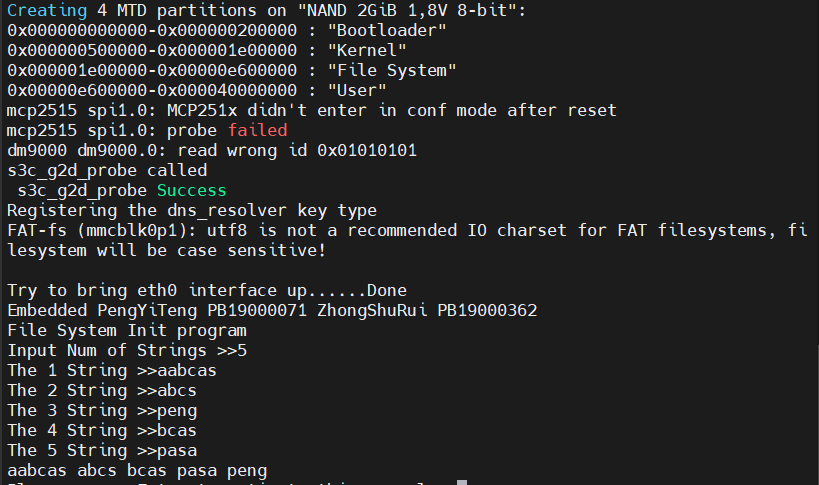 Creating 4 MTD partitions on "NAND 2GiB 1,8V 8-bit":
0x000000000000-0x000000200000 : "Bootloader"
0x000000500000-0x000001e00000 : "Kernel"
0x000001e00000-0x00000e600000 : "File System"
0x00000e600000-0x000040000000 : "User"
mcp2515 spi1.0: MCP251x didn't enter in conf mode after reset
mcp2515 spi1.0: probe failed
dm9000 dm9000.0: read wrong id 0x01010101
s3c_g2d_probe called
 s3c_g2d_probe Success
Registering the dns_resolver key type
FAT-fs (mmcblk0p1): utf8 is not a recommended IO charset for FAT filesystems, fi
lesystem will be case sensitive!
Try to bring eth0 interface up......Done
Embedded PengYiTeng PB19000071 ZhongShuRui PB19000362
File System Init program
Input Num of Strings >>5
The 1 String >>aabcas
The 2 String >>abcs
The 3 String >>peng
The 4 String >>bcas
The 5 String >>pasa
aabcas abcs bcas pasa peng